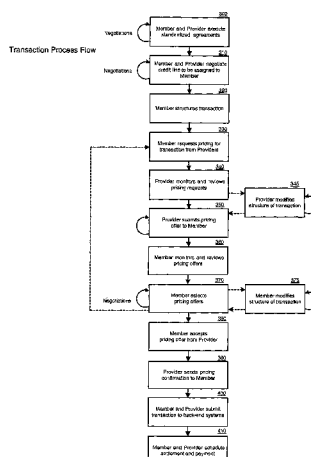 300
Negotiations
Member and Provider execute
standardized agreements
Transaction Process Flow
310
Negotiations
Member and Provider negotiate
credit line to be assigned to
Member
320
Member structures transaction
330
Member requests pricing for
transaction from Providers
340
Provider monitors and reviews
pricing requests
345
Provider modified
structure of transaction
350
Provider submits pricing
offer to Member
360
Member monitors and reviews
pricing offers
370
Negotiations
Member selects
pricing offers
375
Member modifies
structure of transaction
380
Member accepts
pricing offer from Provider
390
Provider sends pricing
confirmation to Member
400
Member and Provider submit
transaction to back-end systems
410
Member and Provider schedule
settlement and payment